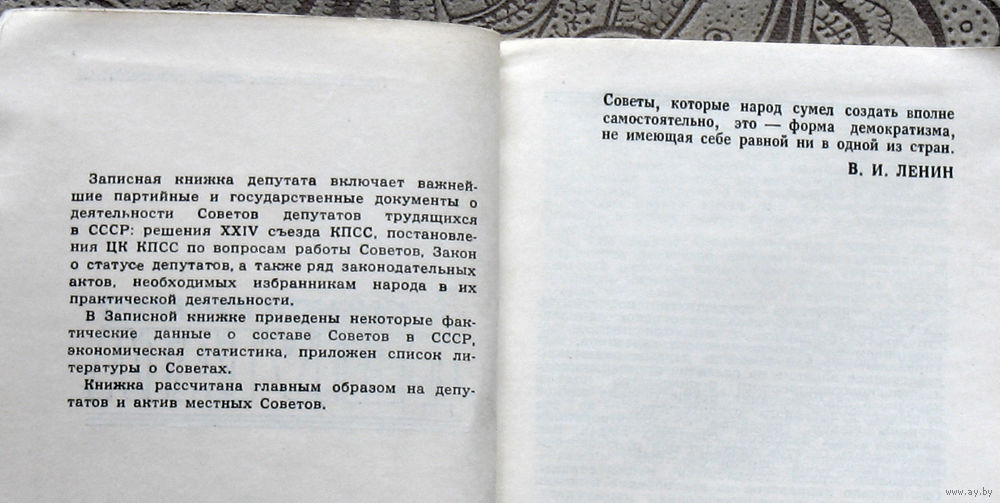 Записная книжка депутата включает важней-
шие партийные и государственные документы о
деятельности Советов депутатов трудящихся
в СССР: решения XXIV съезда КПСС, постановле-
ния ЦК КПСС по вопросам работы Советов, Закон
о статусе депутатов, а также ряд законодательных
актов, необходимых избранникам народа в их
практической деятельности.
В Записной книжке приведены некоторые фак-
тические данные о составе Советов в СССР,
экономическая статистика, приложен список ли-
тературы о Советах.
Книжка рассчитана главным образом на депу-
татов и актив местных Советов.
Советы, которые народ сумел создать вполне
самостоятельно, это — форма демократизма,
не имеющая себе равной ни в одной из стран.
В. И. ЛЕНИН
www.ay.by